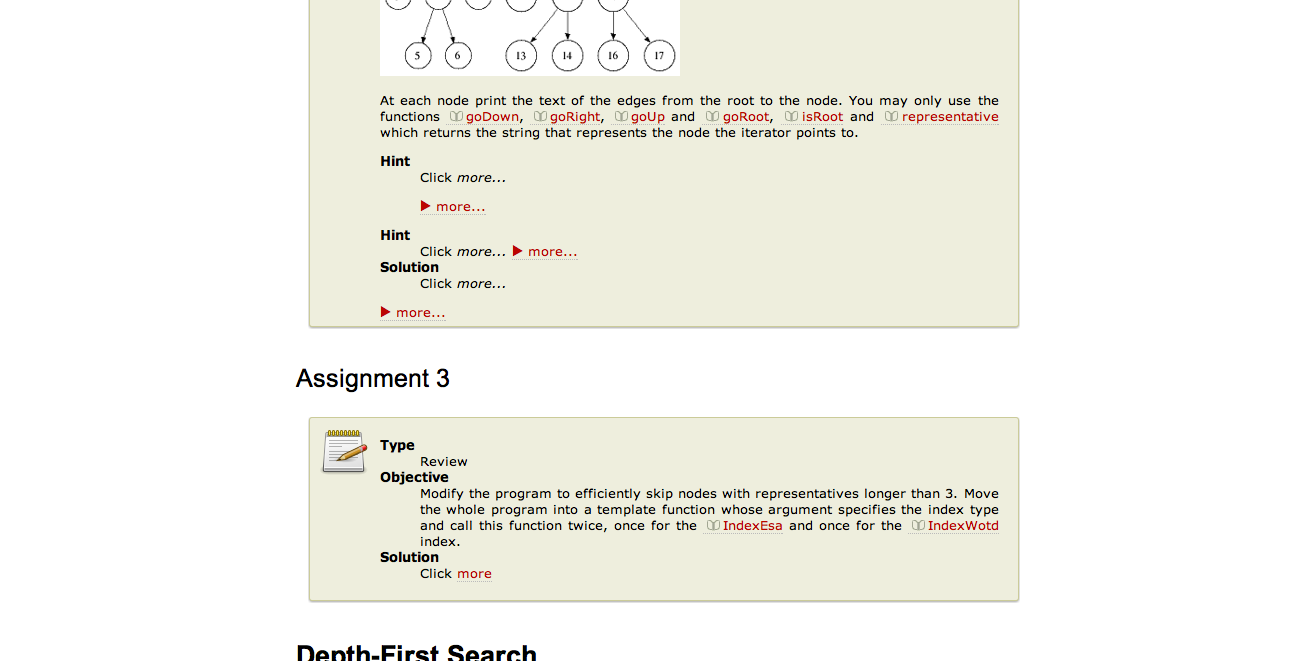 5 6 13 14 16 17
At each node print the text of the edges from the root to the node. You may only use the
functions goDown, goRight, goUp and goRoot, isRoot and representative
which returns the string that represents the node the iterator points to.
Hint
Click more...
more...
Hint
Click more... more...
Solution
Click more...
more...
Assignment 3
Type
Review
Objective
Modify the program to efficiently skip nodes with representatives longer than 3. Move
the whole program into a template function whose argument specifies the index type
and call this function twice, once for the IndexEsa and once for the IndexWotd
index.
Solution
Click more
Depth-First Search